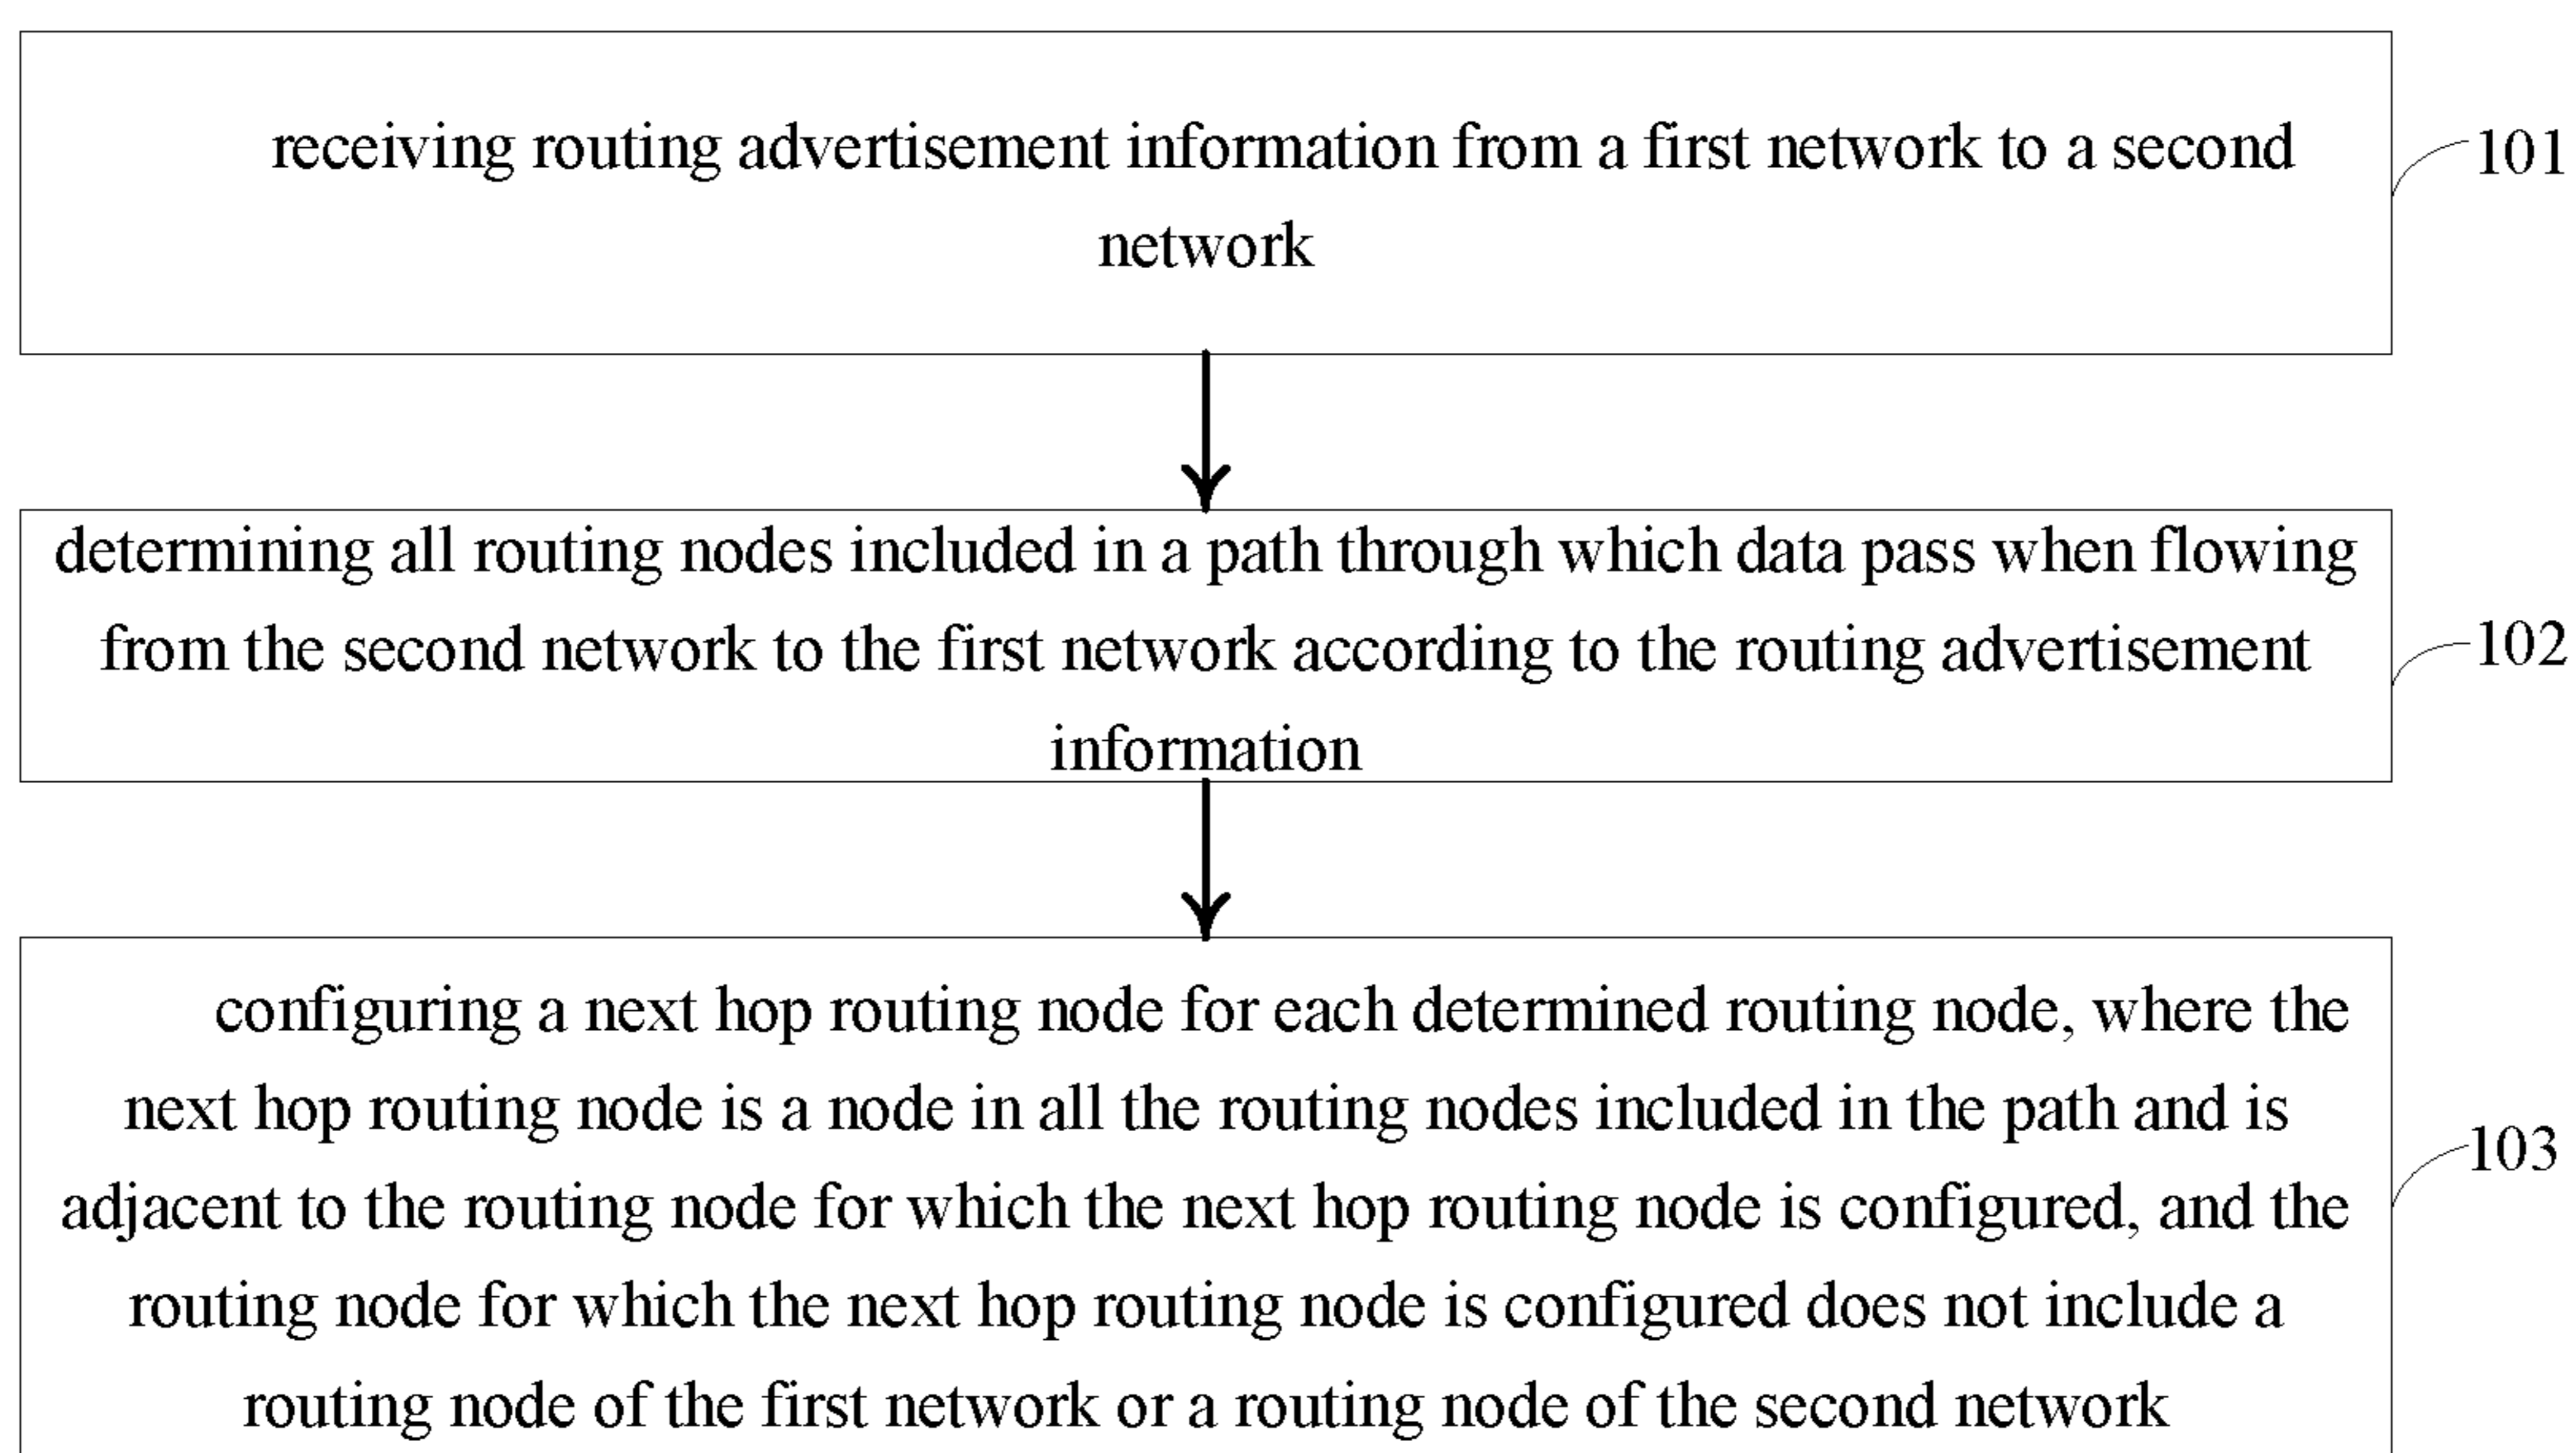 receiving routing advertisement information from a first network to a second
network
101
determining all routing nodes included in a path through which data pass when flowing
from the second network to the first network according to the routing advertisement
information
102
configuring a next hop routing node for each determined routing node, where the
next hop routing node is a node in all the routing nodes included in the path and is
adjacent to the routing node for which the next hop routing node is configured, and the
routing node for which the next hop routing node is configured does not include a
routing node of the first network or a routing node of the second network
103